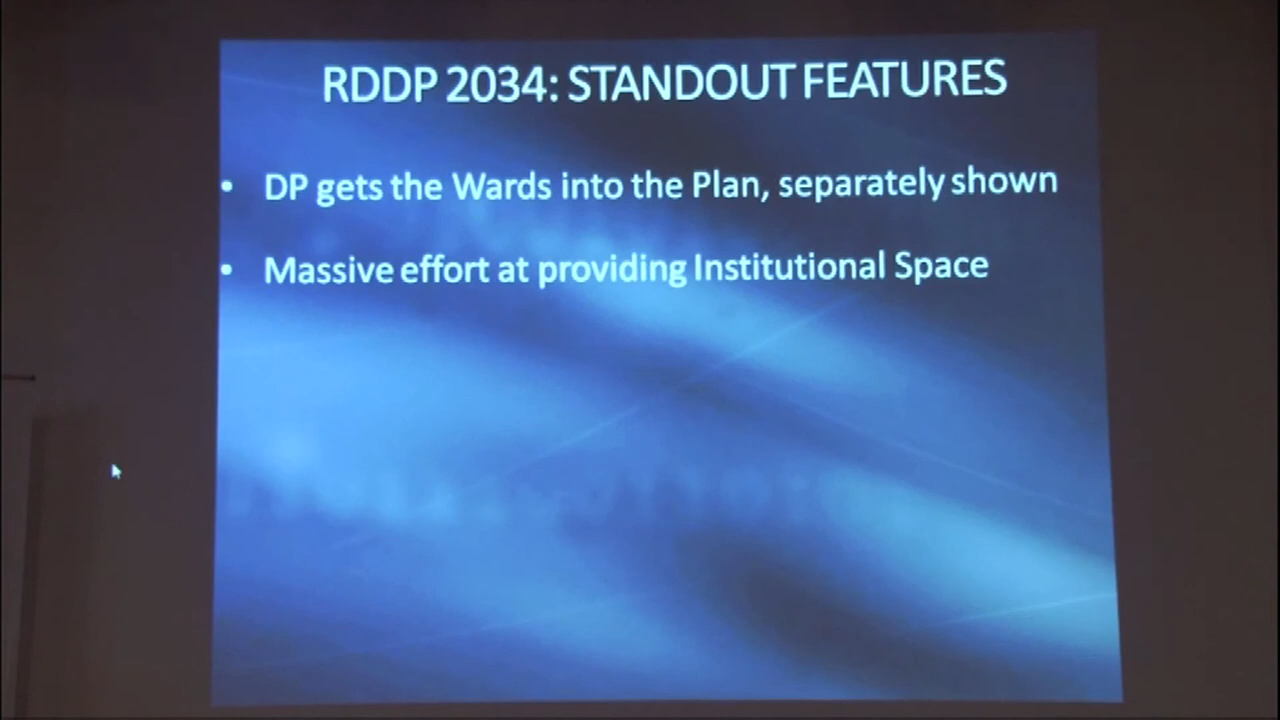 RDDP 2034: STANDOUT FEATURES
• DP gets the Wards into the Plan, separately shown
• Massive effort at providing Institutional Space